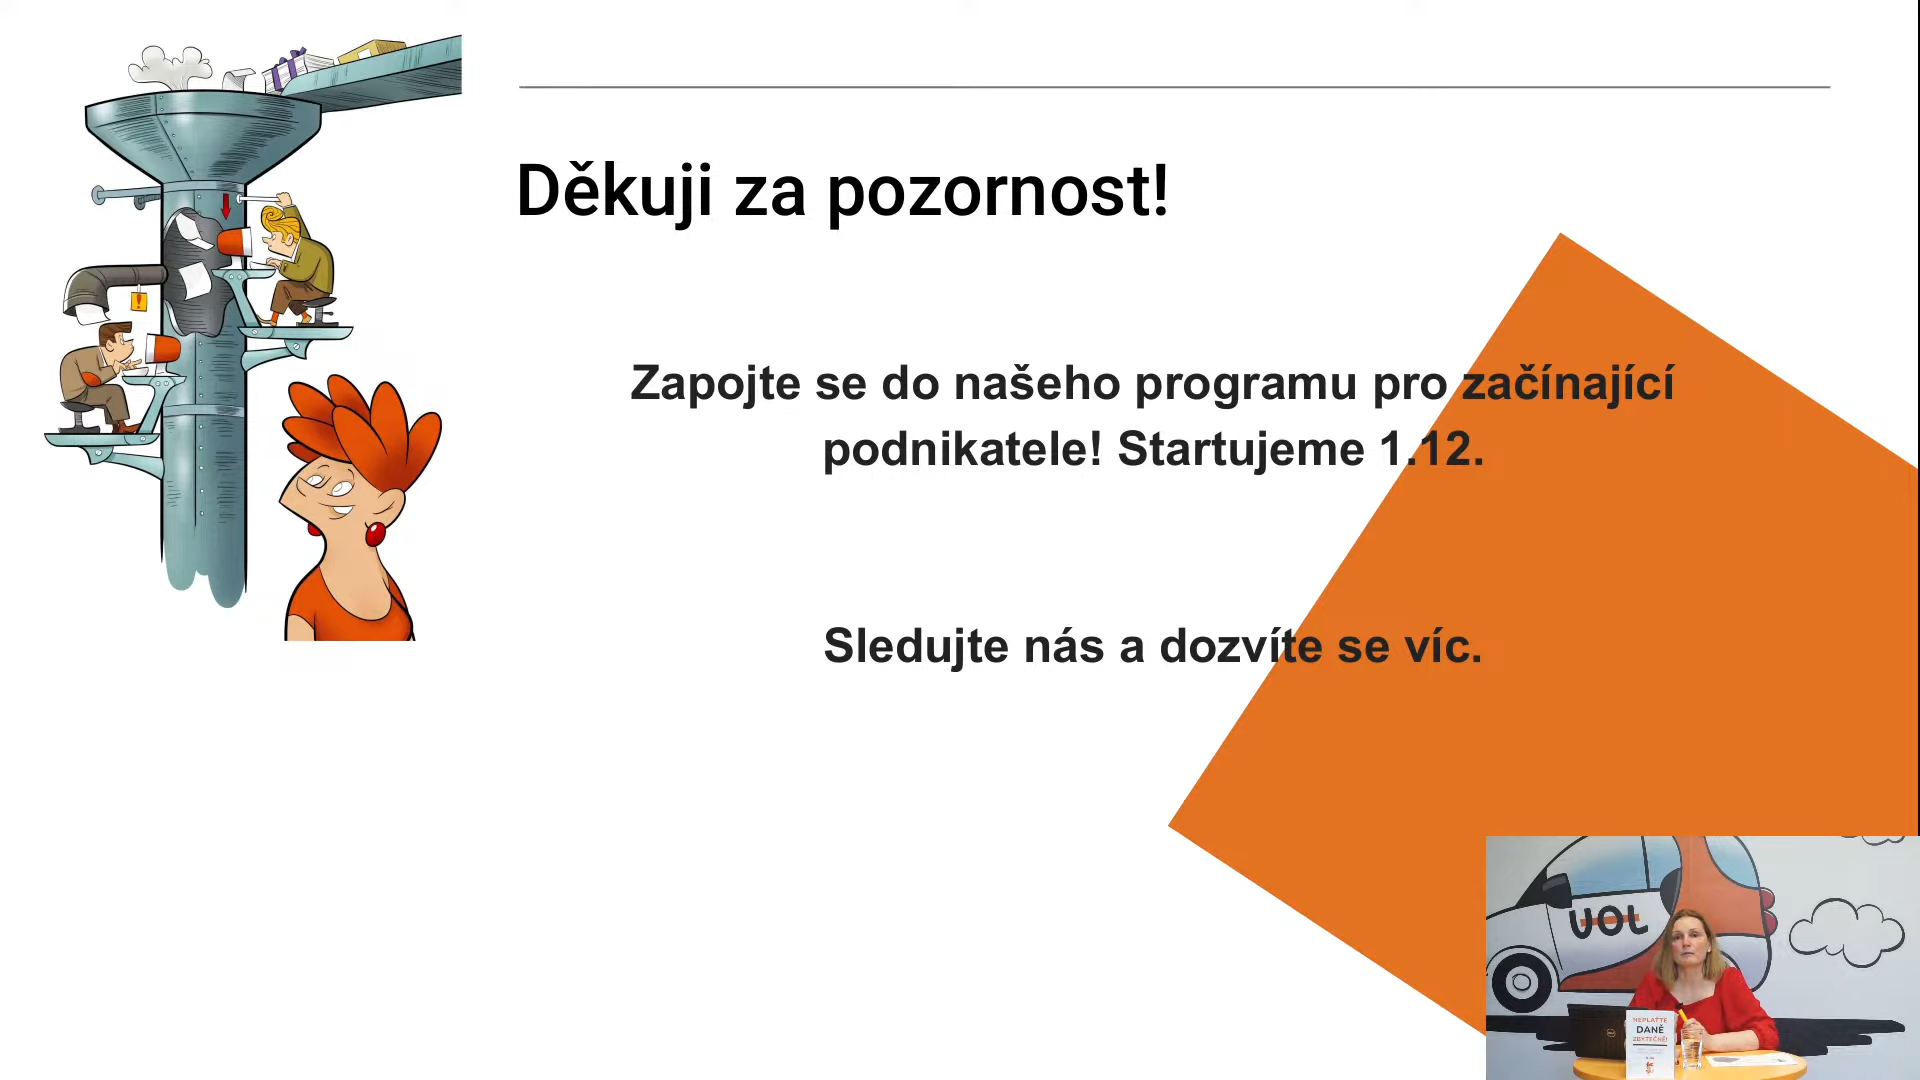 Děkuji za pozornost!
Zapojte se do našeho programu pro začínající
podnikatele! Startujeme 1.12.
Sledujte nás a dozvíte se víc.
UOL
NEPLAŤTE
DANĚ
ZBYTEČNĚ!